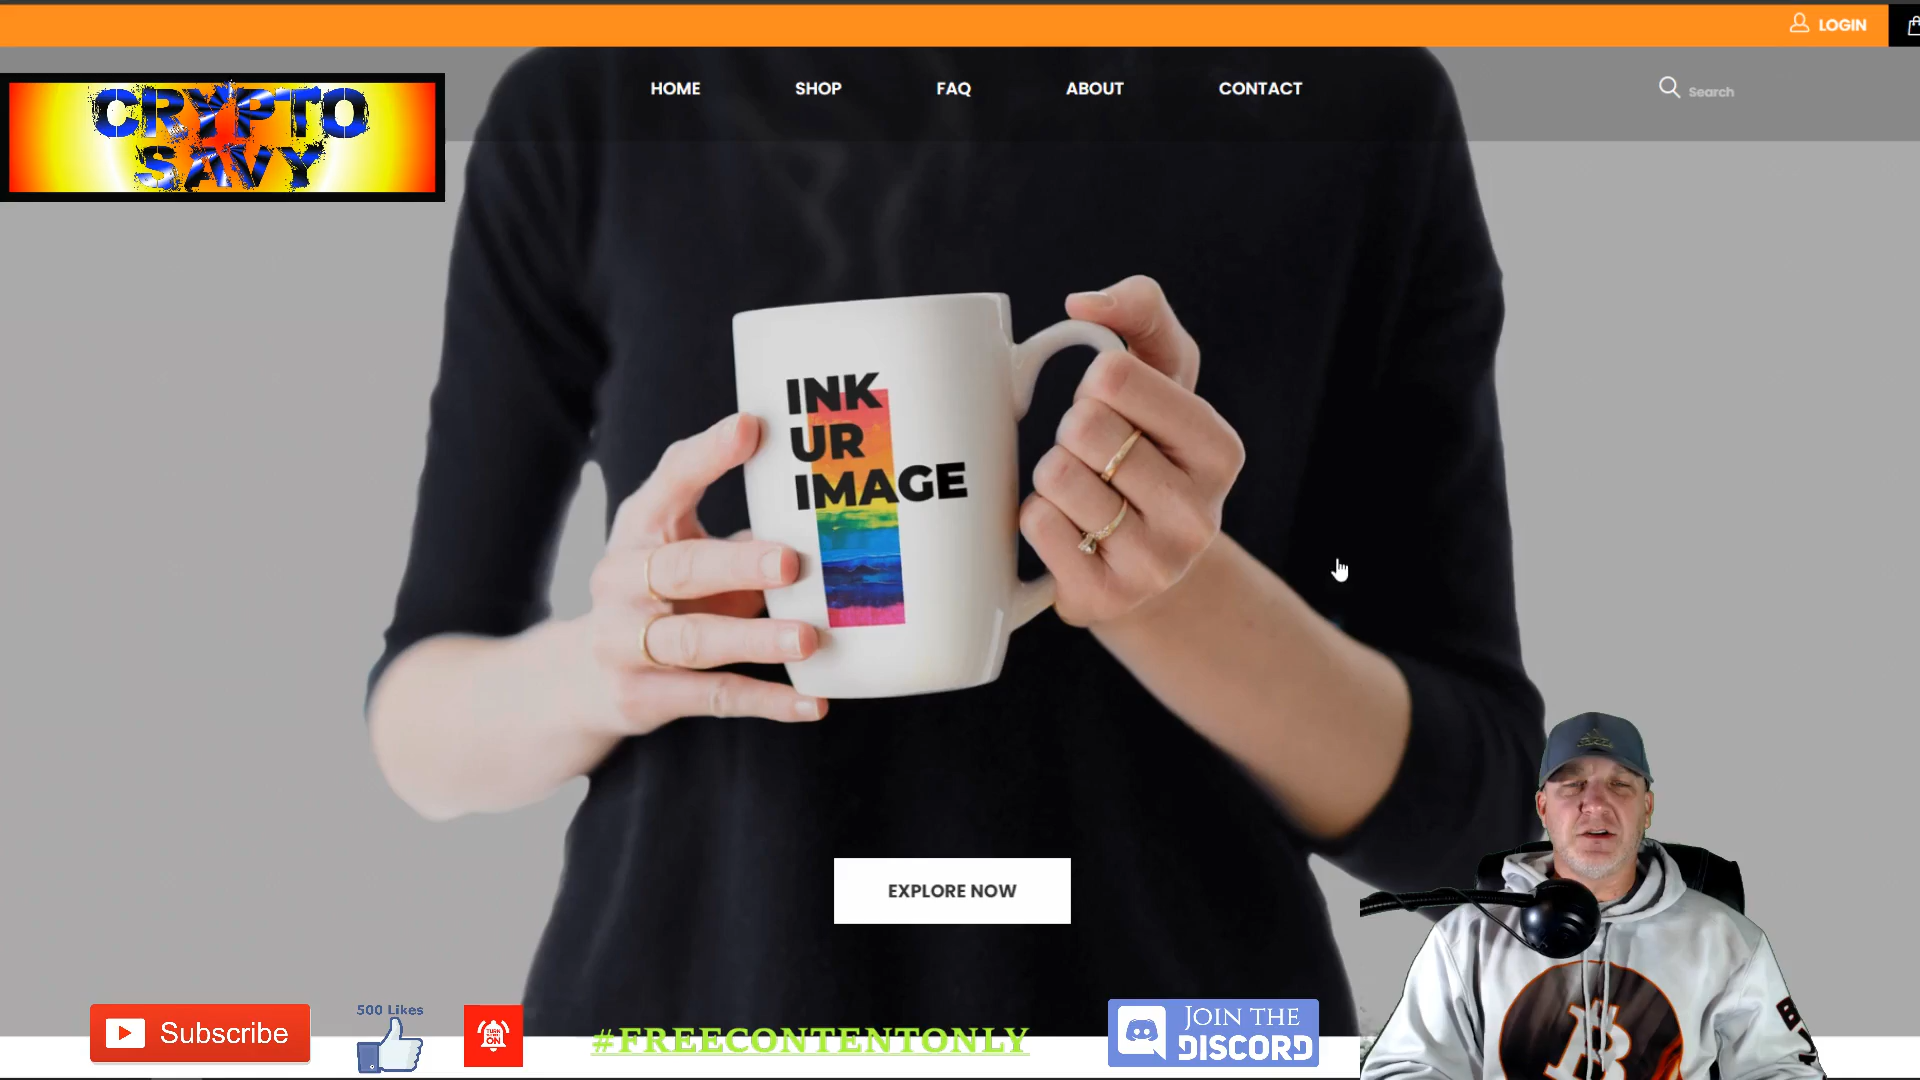 LOGIN
CRYPTO
SAVY
HOME SHOP FAQ ABOUT CONTACT
Search
INK
UR
IMAGE
EXPLORE NOW
Subscribe
500 Likes
#FREECONTENTONLY
JOIN THE
DISCORD